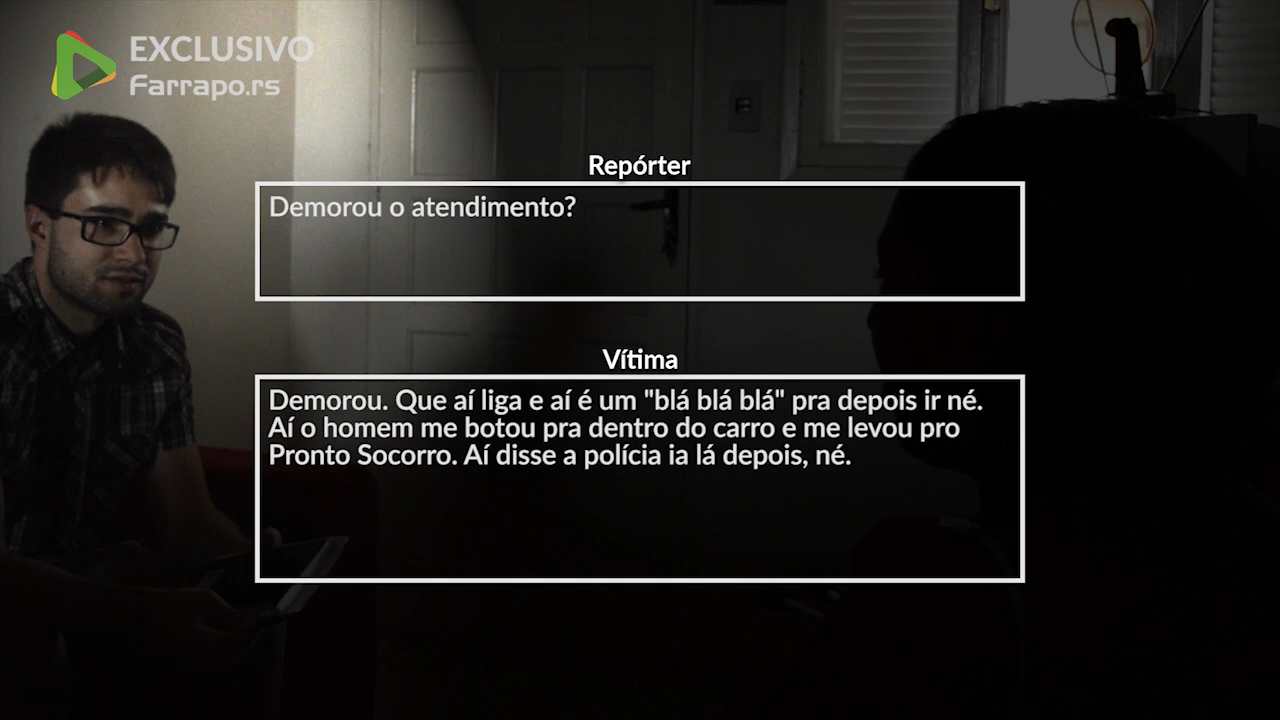 EXCLUSIVO
Farrapo.rs
Repórter
Demorou o atendimento?
Vítima
Demorou. Que aí liga e aí é um "blá blá blá" pra depois ir né.
Aí o homem me botou pra dentro do carro e me levou pro
Pronto Socorro. Aí disse a polícia ia lá depois, né.